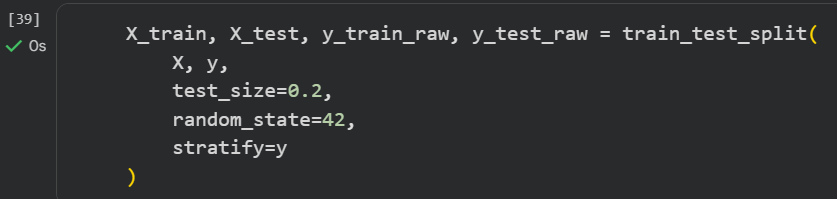 [39]
0s
X_train, X_test, y_train_raw, y_test_raw = train_test_split(
    X, y,
    test_size=0.2,
    random_state=42,
    stratify=y
)